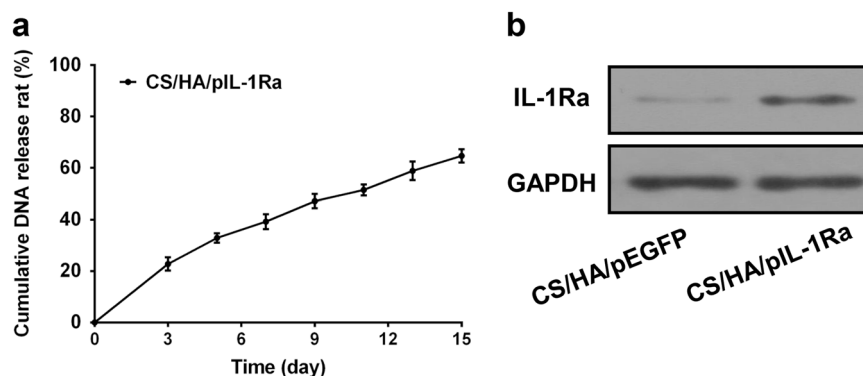 a
Cumulative DNA release rat (%)
100
80
60
40
20
0
CS/HA/pIL-1Ra
0 3 6 9 12 15
Time (day)
b
IL-1Ra
GAPDH
CS/HA/pEGFP
CS/HA/pIL-1Ra